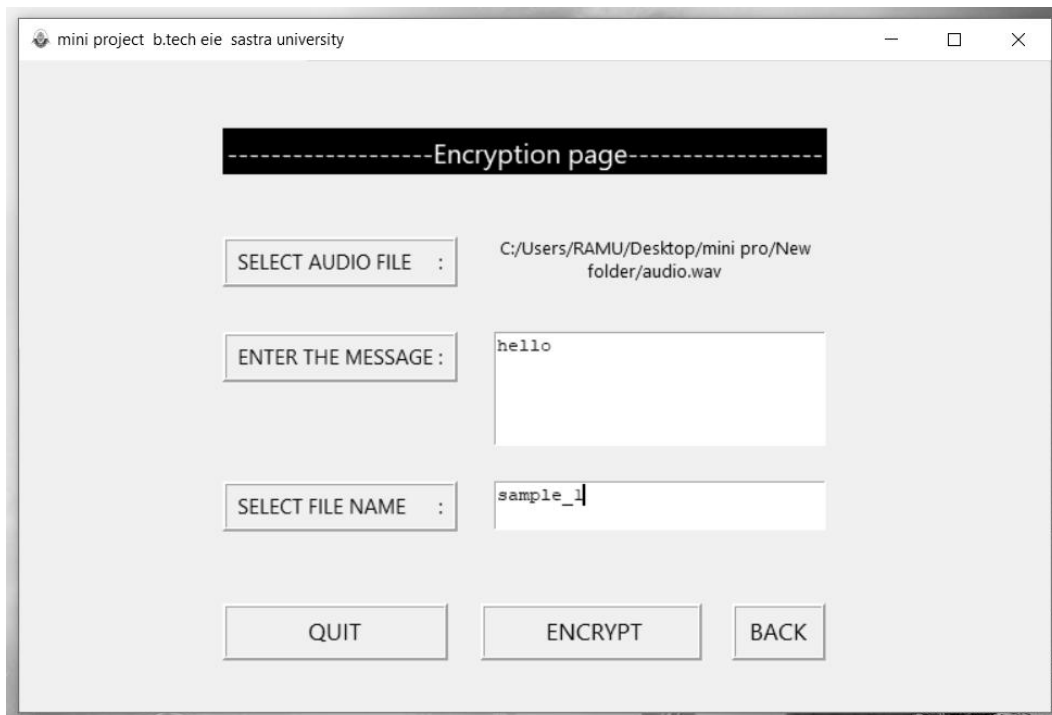 mini project b.tech eie sastra university
------------------Encryption page-----------------
SELECT AUDIO FILE :
C:/Users/RAMU/Desktop/mini pro/New
folder/audio.wav
ENTER THE MESSAGE :
hello
SELECT FILE NAME :
sample_1
QUIT
ENCRYPT
BACK